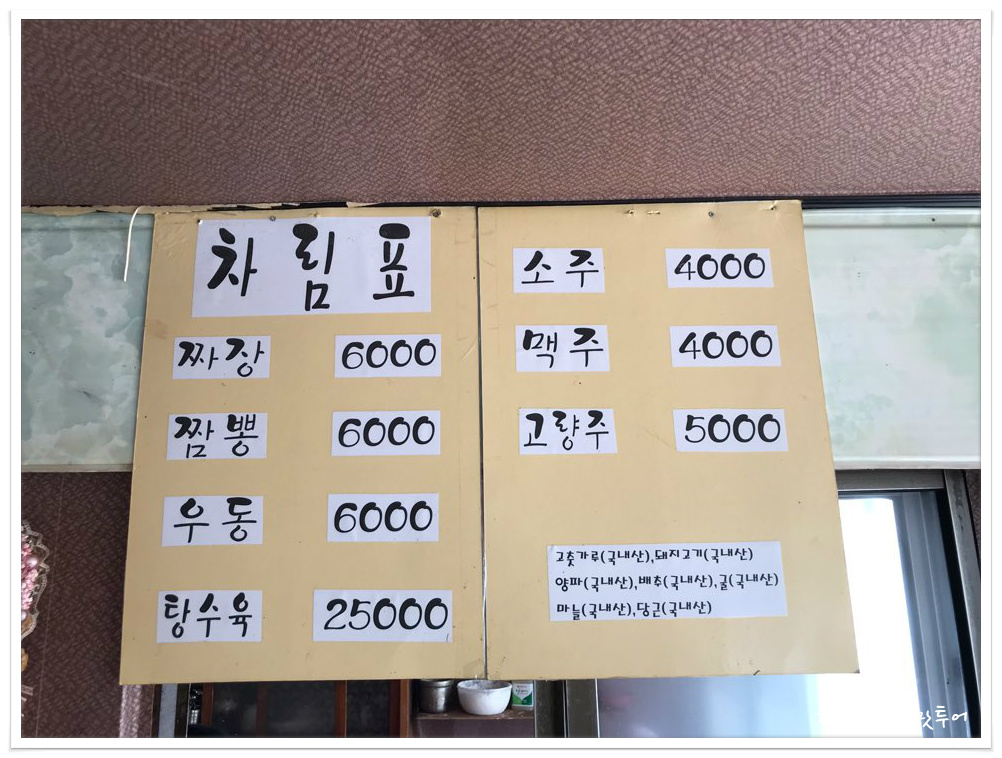 차림표
짜장 6000
짬뽕 6000
우동 6000
탕수육 25000
소주 4000
맥주 4000
고량주 5000
고춧가루(국내산),돼지고기(국내산)
양파(국내산),배추(국내산),굴(국내산)
마늘(국내산),당근(국내산)